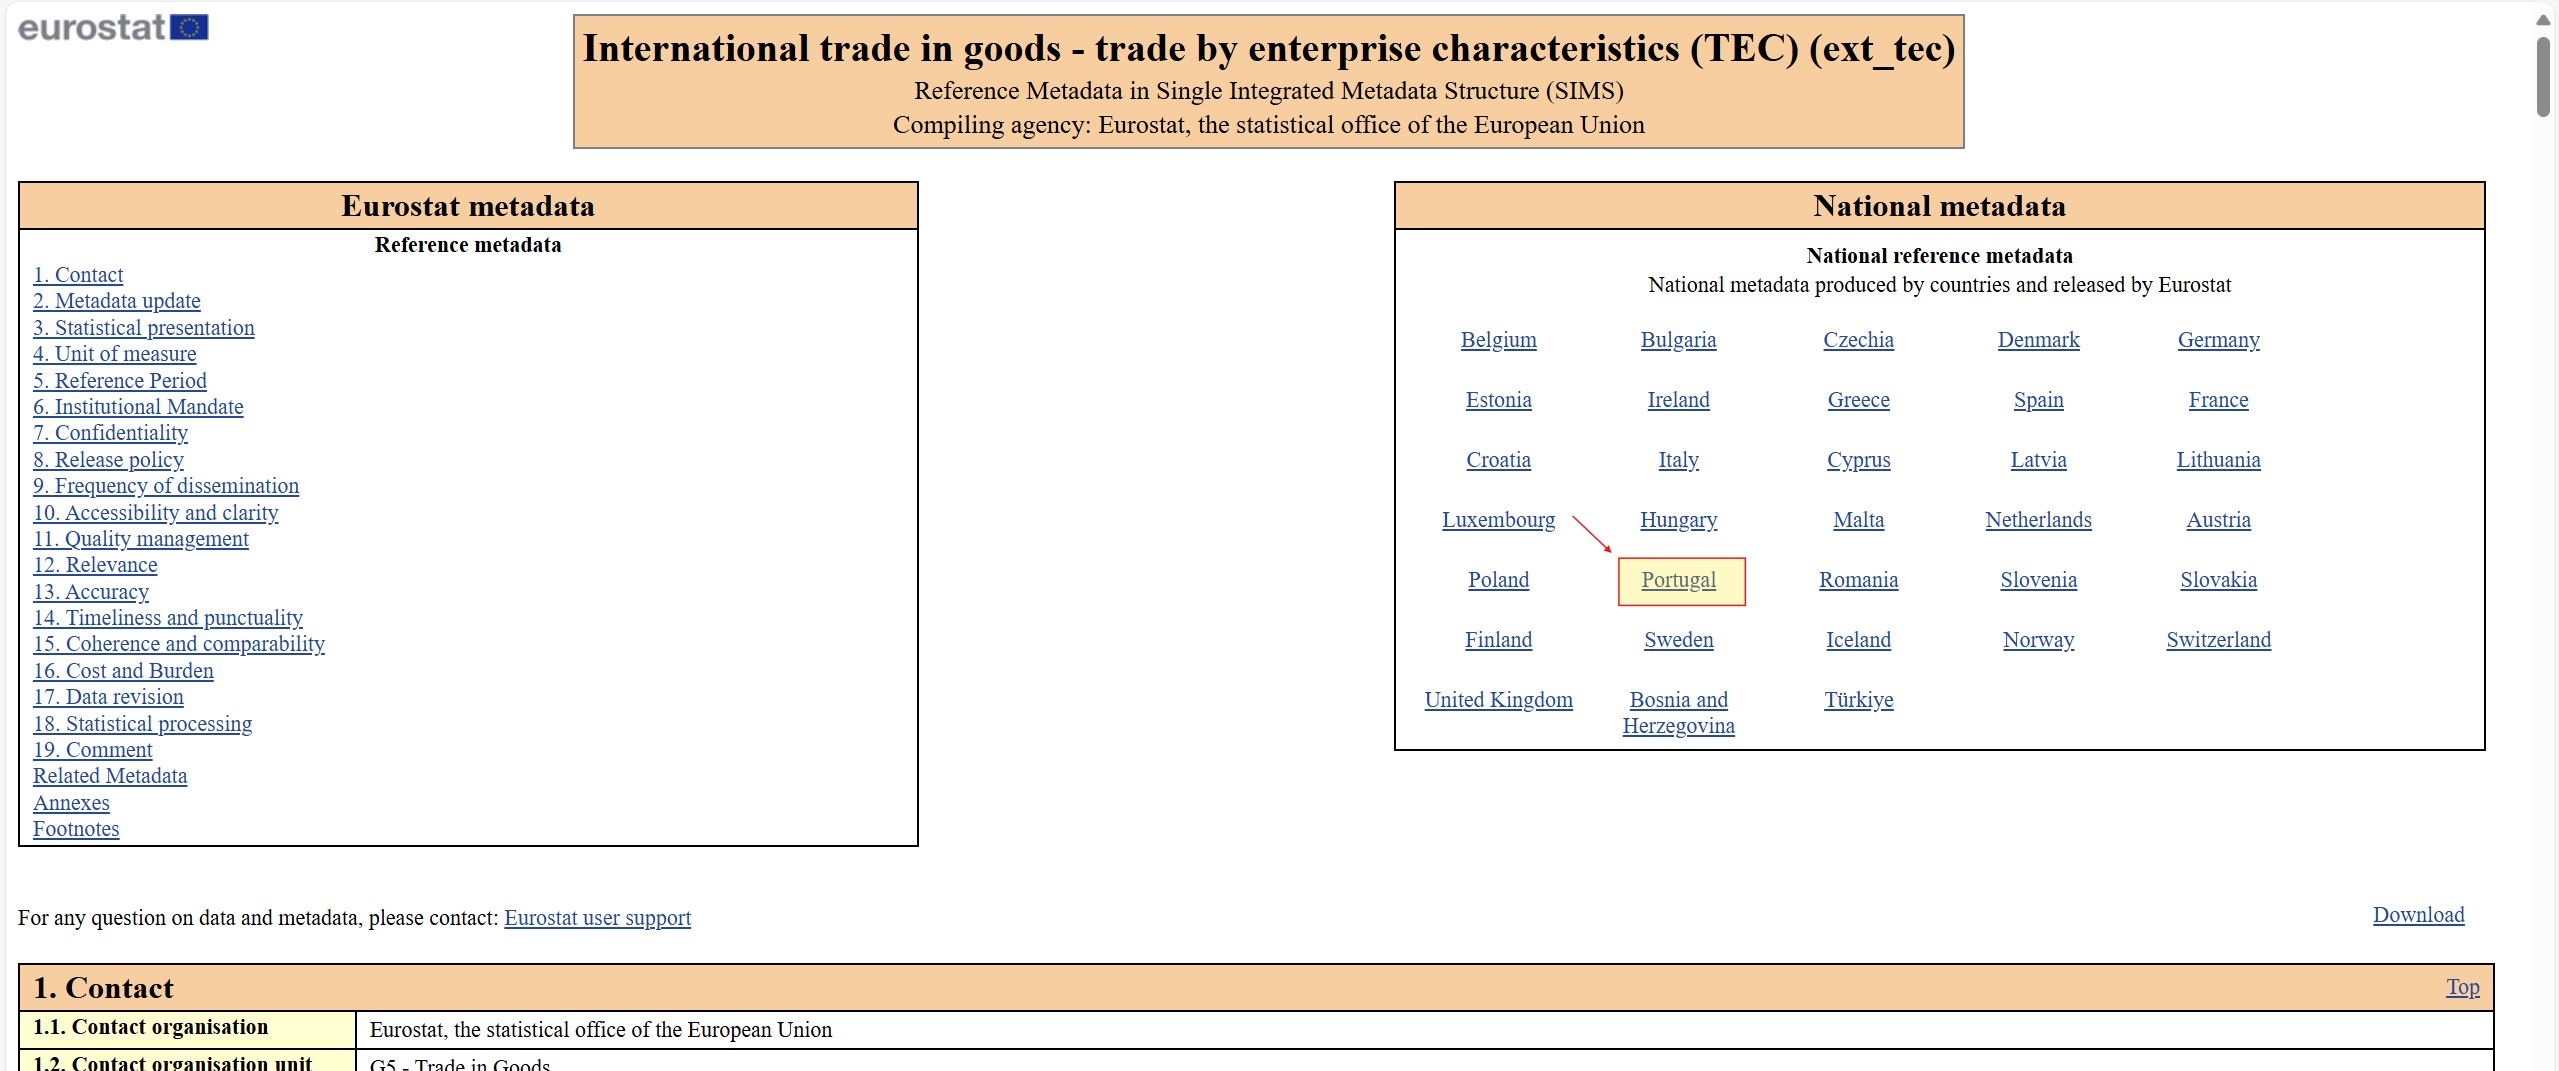 eurostat
International trade in goods - trade by enterprise characteristics (TEC) (ext_tec)
Reference Metadata in Single Integrated Metadata Structure (SIMS)
Compiling agency: Eurostat, the statistical office of the European Union
Eurostat metadata
Reference metadata
1. Contact
2. Metadata update
3. Statistical presentation
4. Unit of measure
5. Reference Period
6. Institutional Mandate
7. Confidentiality
8. Release policy
9. Frequency of dissemination
10. Accessibility and clarity
11. Quality management
12. Relevance
13. Accuracy
14. Timeliness and punctuality
15. Coherence and comparability
16. Cost and Burden
17. Data revision
18. Statistical processing
19. Comment
Related Metadata
Annexes
Footnotes
National metadata
National reference metadata
National metadata produced by countries and released by Eurostat
Belgium Bulgaria Czechia Denmark Germany
Estonia Ireland Greece Spain France
Croatia Italy Cyprus Latvia Lithuania
Luxembourg Hungary Malta Netherlands Austria
Poland Portugal Romania Slovenia Slovakia
Finland Sweden Iceland Norway Switzerland
United Kingdom Bosnia and Türkiye
Herzegovina
For any question on data and metadata, please contact: Eurostat user support
Download
1. Contact Top
1.1. Contact organisation Eurostat, the statistical office of the European Union
1.2. Contact organisation unit G5 - Trade in Goods